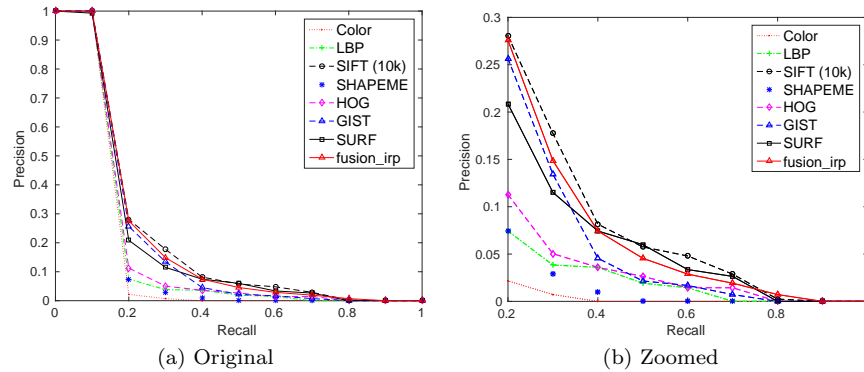 1
0.9
0.8
0.7
0.6
0.5
0.4
0.3
0.2
0.1
0
Precision
0 0.2 0.4 0.6 0.8 1
Recall
Color
LBP
SIFT (10k)
SHAPEME
HOG
GIST
SURF
fusion_irp
(a) Original
0.3
0.25
0.2
0.15
0.1
0.05
0
Precision
0.2 0.3 0.4 0.5 0.6 0.7 0.8 0.9 1
Recall
Color
LBP
SIFT (10k)
SHAPEME
HOG
GIST
SURF
fusion_irp
(b) Zoomed